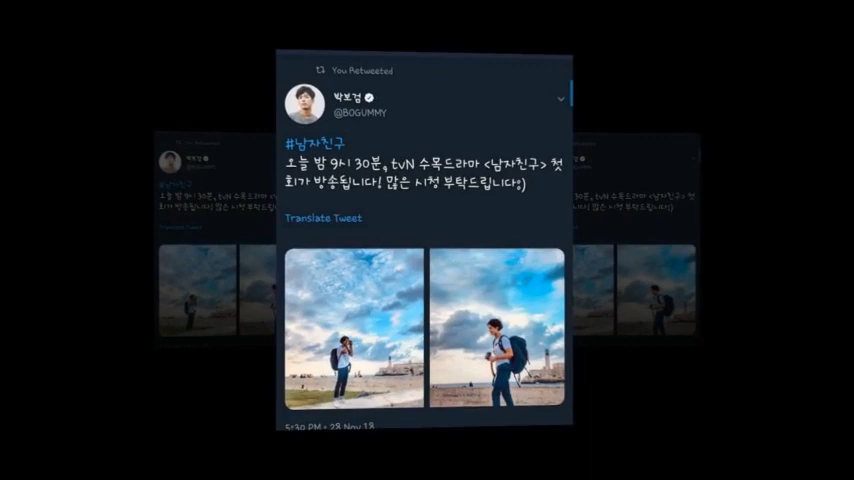 You Retweeted
박보검
@BOGUMMY
#남자친구
오늘 밤 9시 30분, tvN 수목드라마 <남자친구> 첫
회가 방송됩니다! 많은 시청 부탁드립니다:)
Translate Tweet
5:30 PM · 28 Nov 18